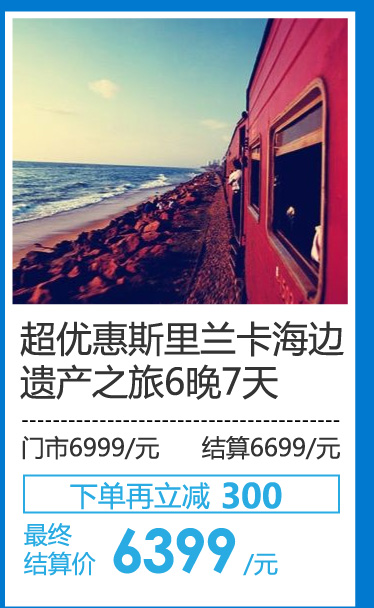 超优惠斯里兰卡海边
遗产之旅6晚7天
门市6999/元 结算6699/元
下单再立减 300
最终
结算价 6399 /元